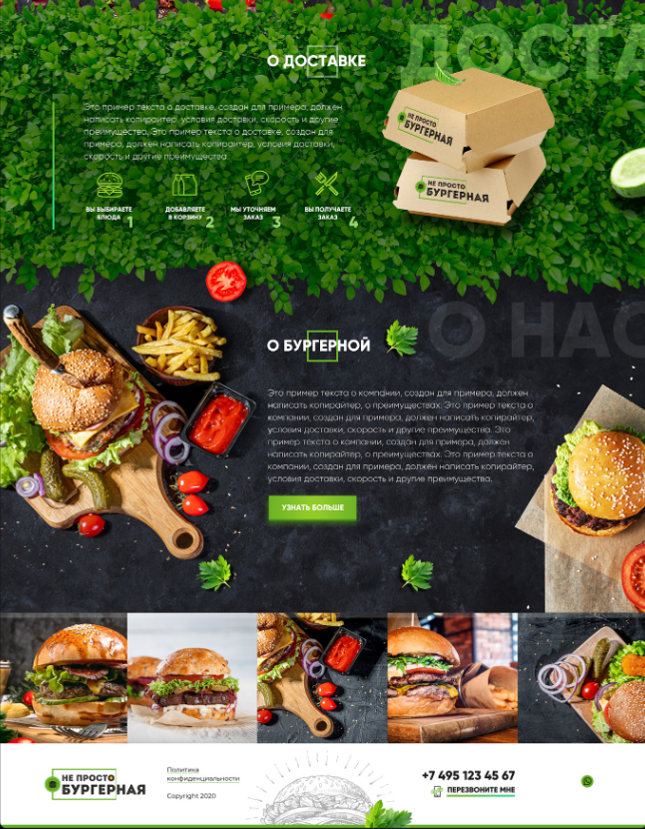 ДОСТА
О ДОСТАВКЕ
Это пример текста о доставке, создан для примера, должен
написать копирайтер, условия доставки, скорость и другие
преимущества. Это пример текста о доставке, создан для
примера, должен написать копирайтер, условия доставки,
скорость и другие преимущества.
НЕ ПРОСТО
БУРГЕРНАЯ
НЕ ПРОСТО
БУРГЕРНАЯ
ВЫ ВЫБИРАЕТЕ
БЛЮДА 1
ДОБАВЛЯЕТЕ
В КОРЗИНУ 2
МЫ УТОЧНЯЕМ
ЗАКАЗ 3
ВЫ ПОЛУЧАЕТЕ
ЗАКАЗ 4
О НАС
О БУРГЕРНОЙ
Это пример текста о компании, создан для примера, должен
написать копирайтер, о преимуществах. Это пример текста о
компании, создан для примера, должен написать копирайтер,
условия доставки, скорость и другие преимущества. Это
пример текста о компании, создан для примера, должен
написать копирайтер, о преимуществах. Это пример текста о
компании, создан для примера, должен написать копирайтер,
условия доставки, скорость и другие преимущества.
УЗНАТЬ БОЛЬШЕ
НЕ ПРОСТО
БУРГЕРНАЯ
Политика
конфиденциальности
Copyright 2020
+7 495 123 45 67
ПЕРЕЗВОНИТЕ МНЕ